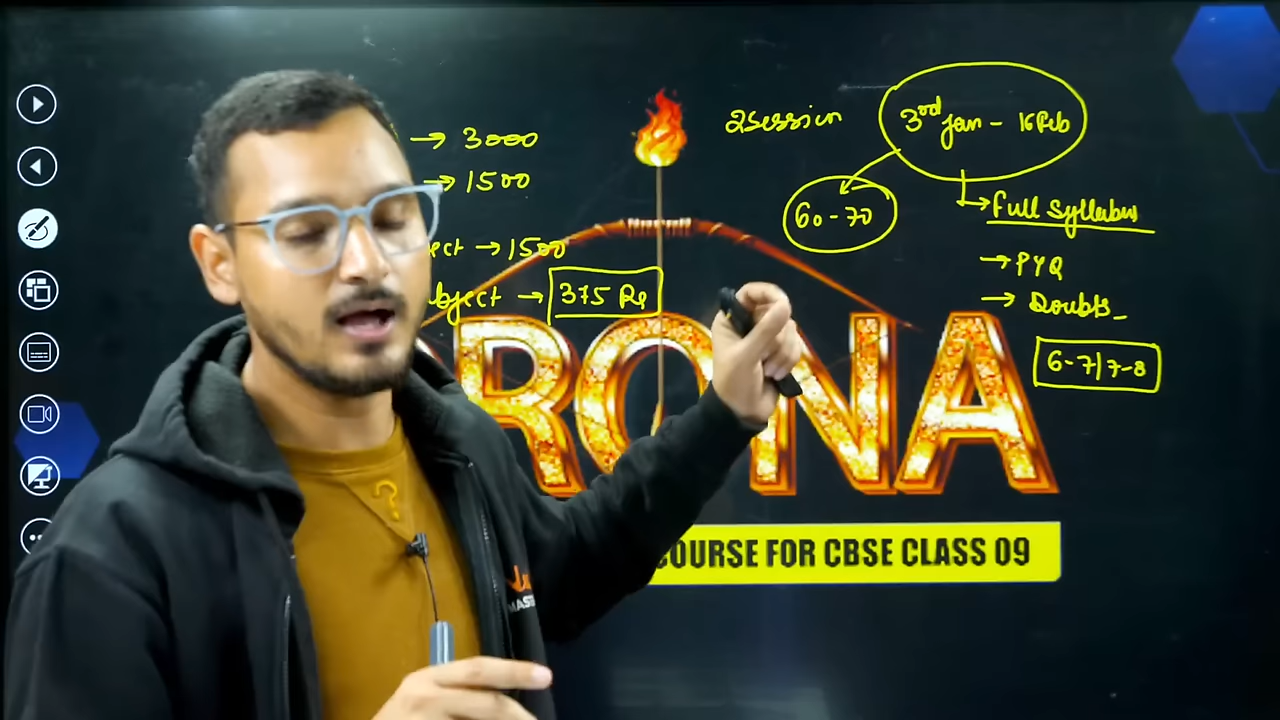 → 3000
→ 1500
ect → 1500
bject → 375 Rs
2session
3rd Jan - 16 Feb
60-70
→ Full Syllabus
→ PYQ
→ Doubts
6-7/7-8
RONA
COURSE FOR CBSE CLASS 09
MAST